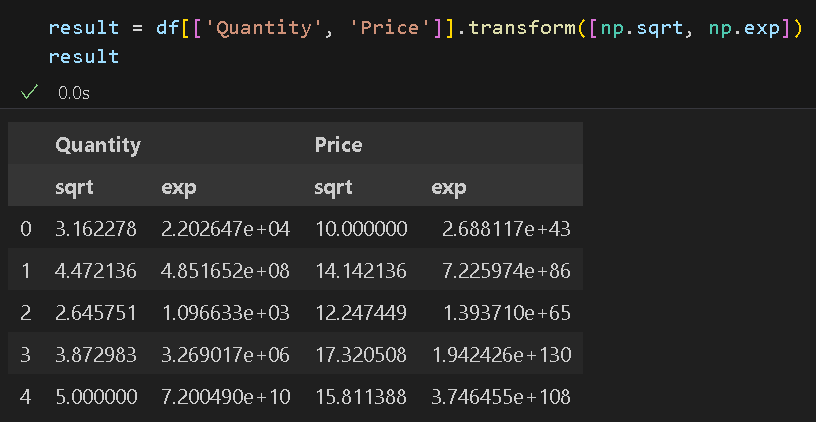 result = df[['Quantity', 'Price']].transform([np.sqrt, np.exp])
result
0.0s
Quantity Price
sqrt exp sqrt exp
0 3.162278 2.202647e+04 10.000000 2.688117e+43
1 4.472136 4.851652e+08 14.142136 7.225974e+86
2 2.645751 1.096633e+03 12.247449 1.393710e+65
3 3.872983 3.269017e+06 17.320508 1.942426e+130
4 5.000000 7.200490e+10 15.811388 3.746455e+108